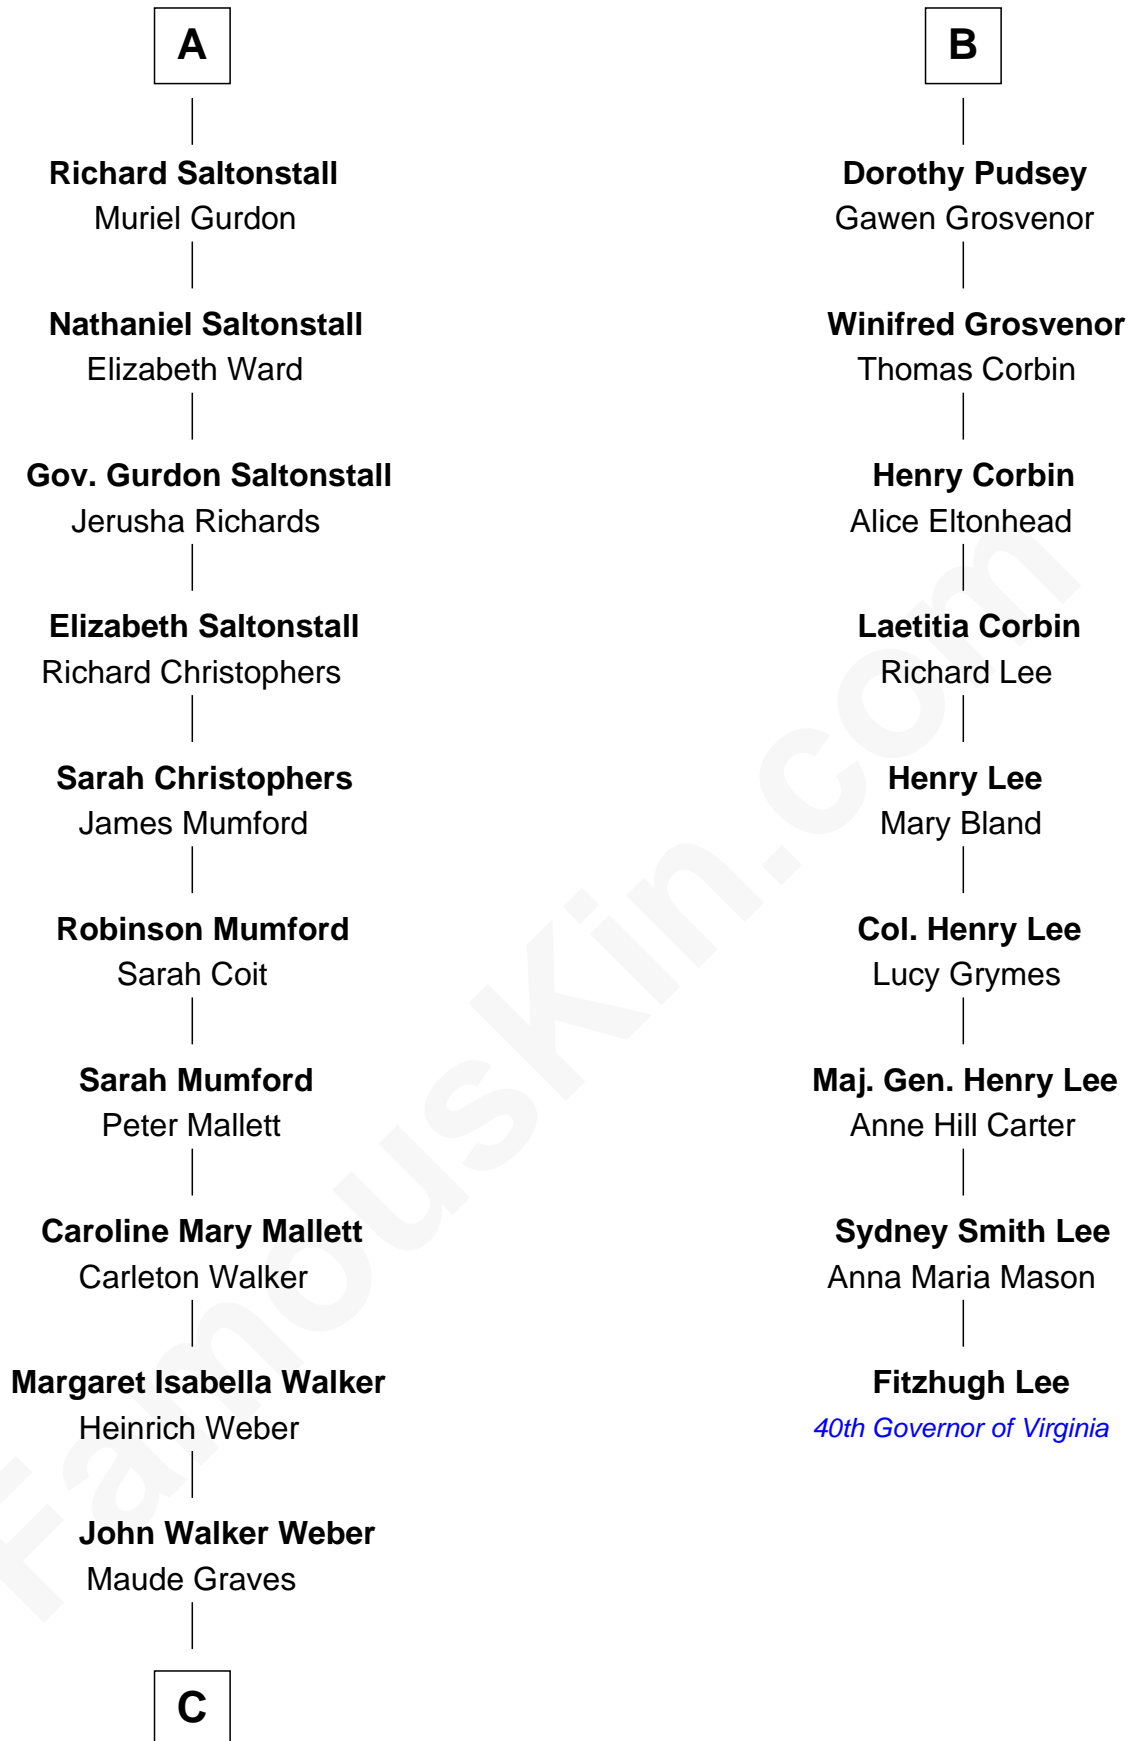 A
Richard Saltonstall
Muriel Gurdon
Nathaniel Saltonstall
Elizabeth Ward
Gov. Gurdon Saltonstall
Jerusha Richards
Elizabeth Saltonstall
Richard Christophers
Sarah Christophers
James Mumford
Robinson Mumford
Sarah Coit
Sarah Mumford
Peter Mallett
Caroline Mary Mallett
Carleton Walker
Margaret Isabella Walker
Heinrich Weber
John Walker Weber
Maude Graves
C
B
Dorothy Pudsey
Gawen Grosvenor
Winifred Grosvenor
Thomas Corbin
Henry Corbin
Alice Eltonhead
Laetitia Corbin
Richard Lee
Henry Lee
Mary Bland
Col. Henry Lee
Lucy Grymes
Maj. Gen. Henry Lee
Anne Hill Carter
Sydney Smith Lee
Anna Maria Mason
Fitzhugh Lee
40th Governor of Virginia
FamousKin.com